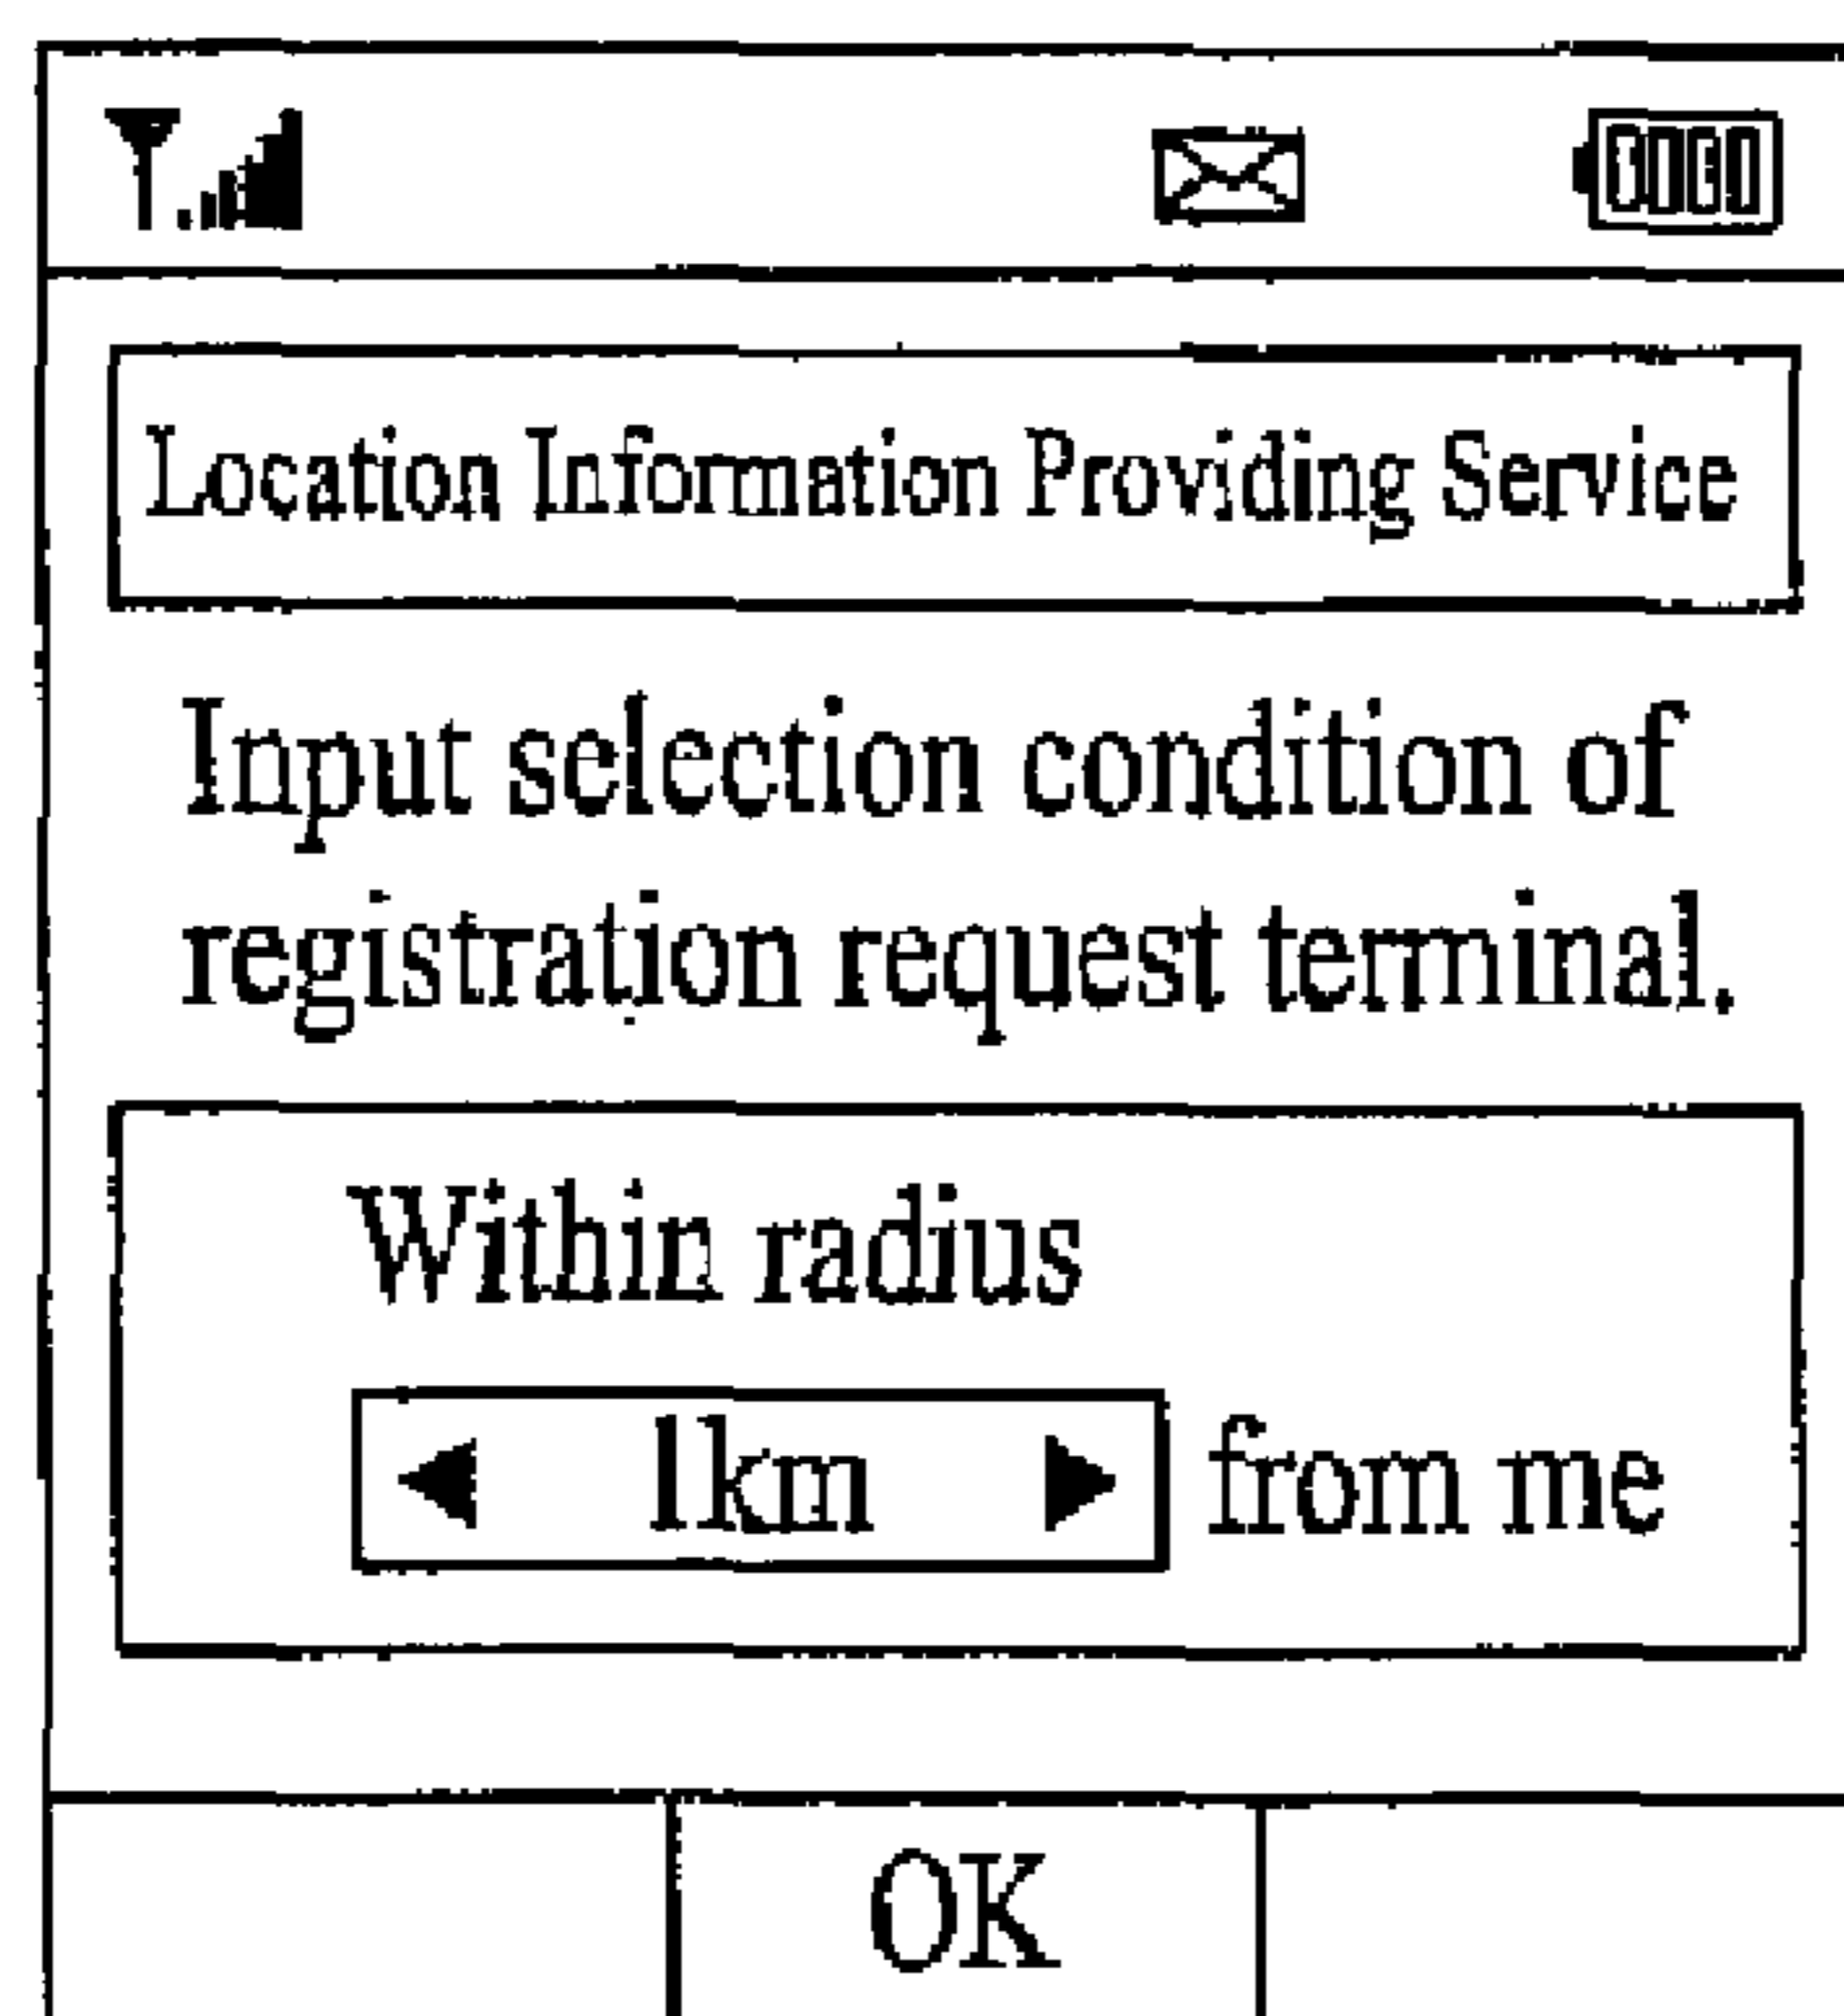 Location Information Providing Service
Input selection condition of
registration request terminal.
Within radius
1km from me
OK